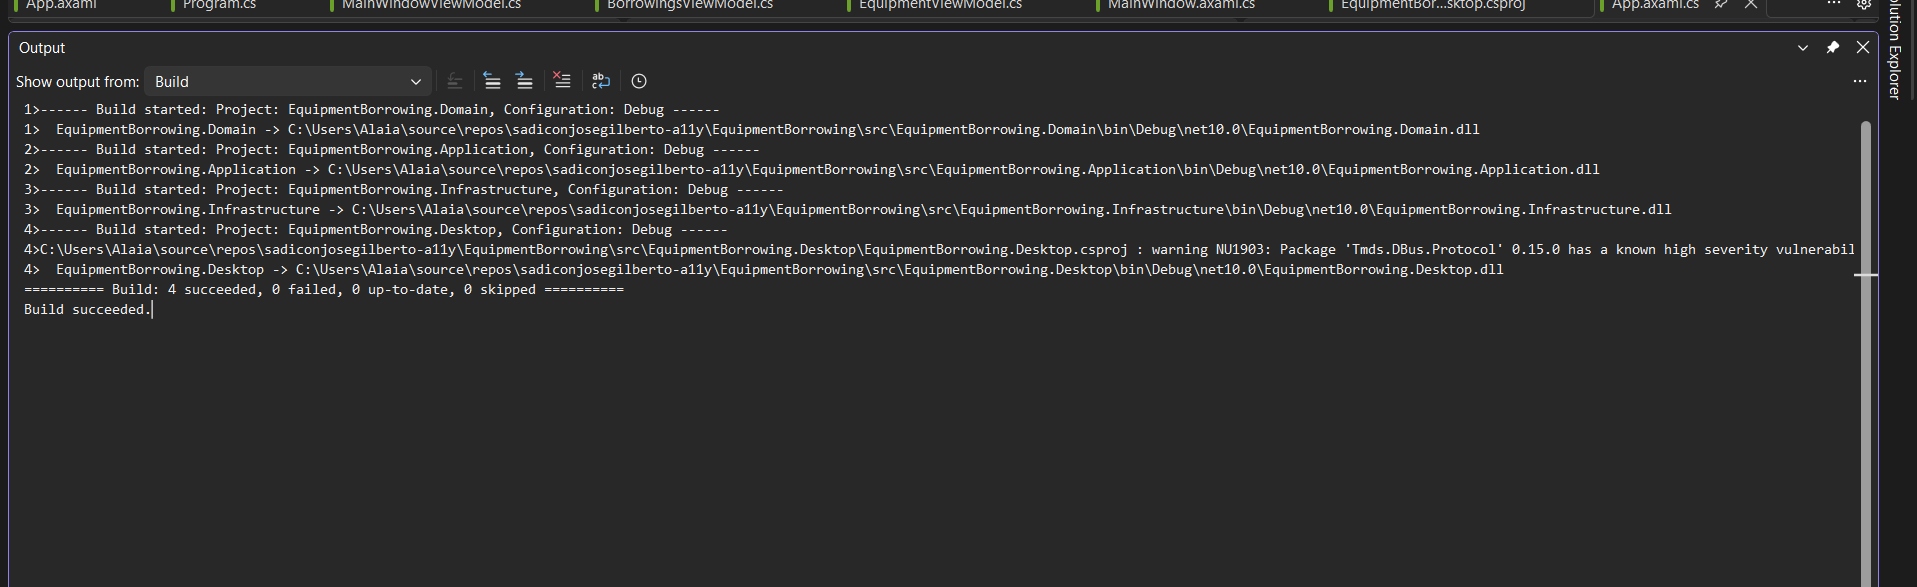 App.axaml Program.cs MainWindowViewModel.cs BorrowingsViewModel.cs EquipmentViewModel.cs MainWindow.axaml.cs EquipmentBor...sktop.csproj App.axaml.cs
Output
Show output from: Build
1>------ Build started: Project: EquipmentBorrowing.Domain, Configuration: Debug ------
1>  EquipmentBorrowing.Domain -> C:\Users\Alaia\source\repos\sadiconjosegilberto-a11y\EquipmentBorrowing\src\EquipmentBorrowing.Domain\bin\Debug\net10.0\EquipmentBorrowing.Domain.dll
2>------ Build started: Project: EquipmentBorrowing.Application, Configuration: Debug ------
2>  EquipmentBorrowing.Application -> C:\Users\Alaia\source\repos\sadiconjosegilberto-a11y\EquipmentBorrowing\src\EquipmentBorrowing.Application\bin\Debug\net10.0\EquipmentBorrowing.Application.dll
3>------ Build started: Project: EquipmentBorrowing.Infrastructure, Configuration: Debug ------
3>  EquipmentBorrowing.Infrastructure -> C:\Users\Alaia\source\repos\sadiconjosegilberto-a11y\EquipmentBorrowing\src\EquipmentBorrowing.Infrastructure\bin\Debug\net10.0\EquipmentBorrowing.Infrastructure.dll
4>------ Build started: Project: EquipmentBorrowing.Desktop, Configuration: Debug ------
4>C:\Users\Alaia\source\repos\sadiconjosegilberto-a11y\EquipmentBorrowing\src\EquipmentBorrowing.Desktop\EquipmentBorrowing.Desktop.csproj : warning NU1903: Package 'Tmds.DBus.Protocol' 0.15.0 has a known high severity vulnerabil
4>  EquipmentBorrowing.Desktop -> C:\Users\Alaia\source\repos\sadiconjosegilberto-a11y\EquipmentBorrowing\src\EquipmentBorrowing.Desktop\bin\Debug\net10.0\EquipmentBorrowing.Desktop.dll
========== Build: 4 succeeded, 0 failed, 0 up-to-date, 0 skipped ==========
Build succeeded.
olution Explorer